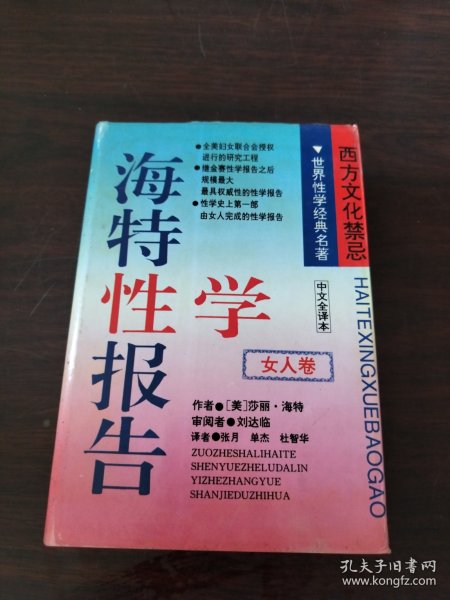 西方文化禁忌
▼世界性学经典名著
●全美妇女联合会授权
进行的研究工程
●继金赛性学报告之后
规模最大
最具权威性的性学报告
●性学史上第一部
由女人完成的性学报告
海特性学报告
中文全译本
女人卷
HAITEXINGXUEBAOGAO
作者●[美]莎丽·海特
审阅者●刘达临
译者●张月 单杰 杜智华
ZUOZHESHALIHAITE
SHENYUEZHELUDALIN
YIZHEZHANGYUE
SHANJIEDUZHIHUA
孔夫子旧书网
www.kongfz.com